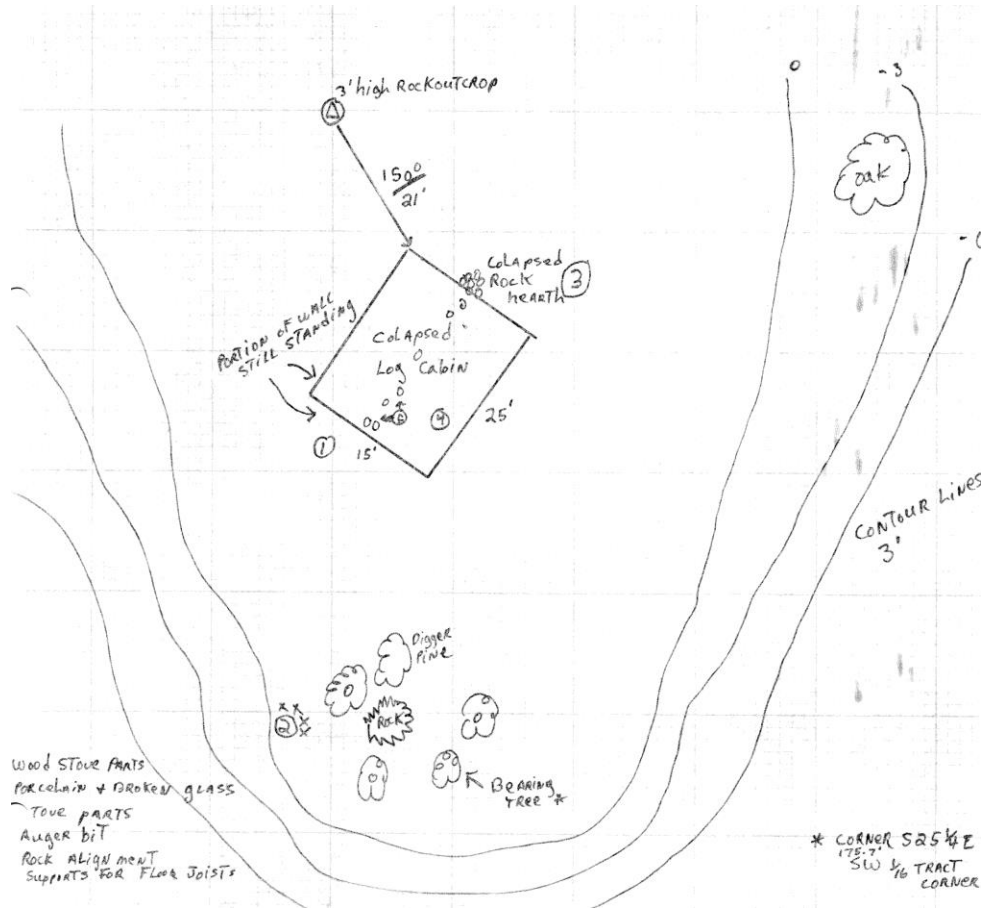 3' high Rock outcrop
150°
21'
0
-3
oak
Colapsed
Rock
hearth
3
Portion of wall
still standing
Colapsed
Log Cabin
4
25'
1
15'
Contour Lines
3'
Digger
Pine
Rock
2
Bearing
Tree *
Wood Stove Parts
Porcelain + Broken glass
Tove parts
Auger bit
Rock Alignment
Supports for Floor Joists
* Corner S25¼E
175.7'
SW 1/16 Tract
Corner